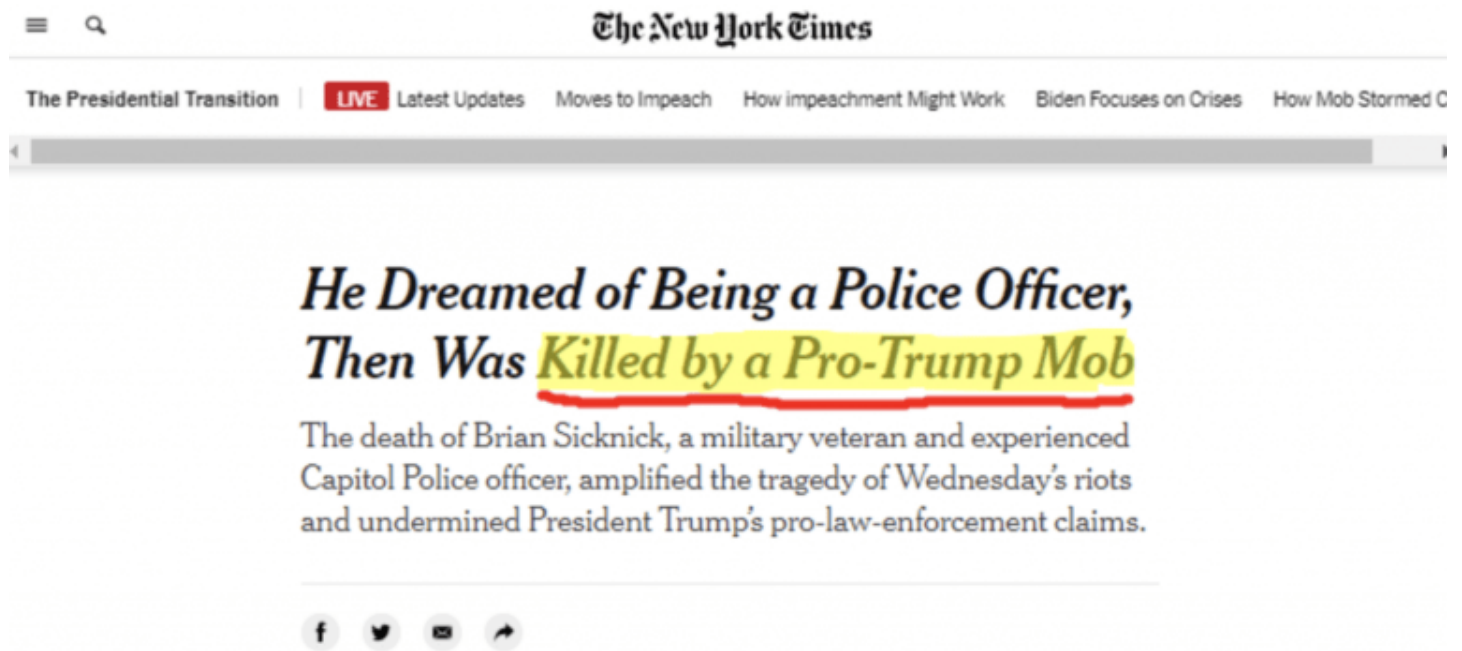 The New York Times
The Presidential Transition | LIVE Latest Updates Moves to Impeach How impeachment Might Work Biden Focuses on Crises How Mob Stormed C
He Dreamed of Being a Police Officer,
Then Was Killed by a Pro-Trump Mob
The death of Brian Sicknick, a military veteran and experienced
Capitol Police officer, amplified the tragedy of Wednesday's riots
and undermined President Trump's pro-law-enforcement claims.